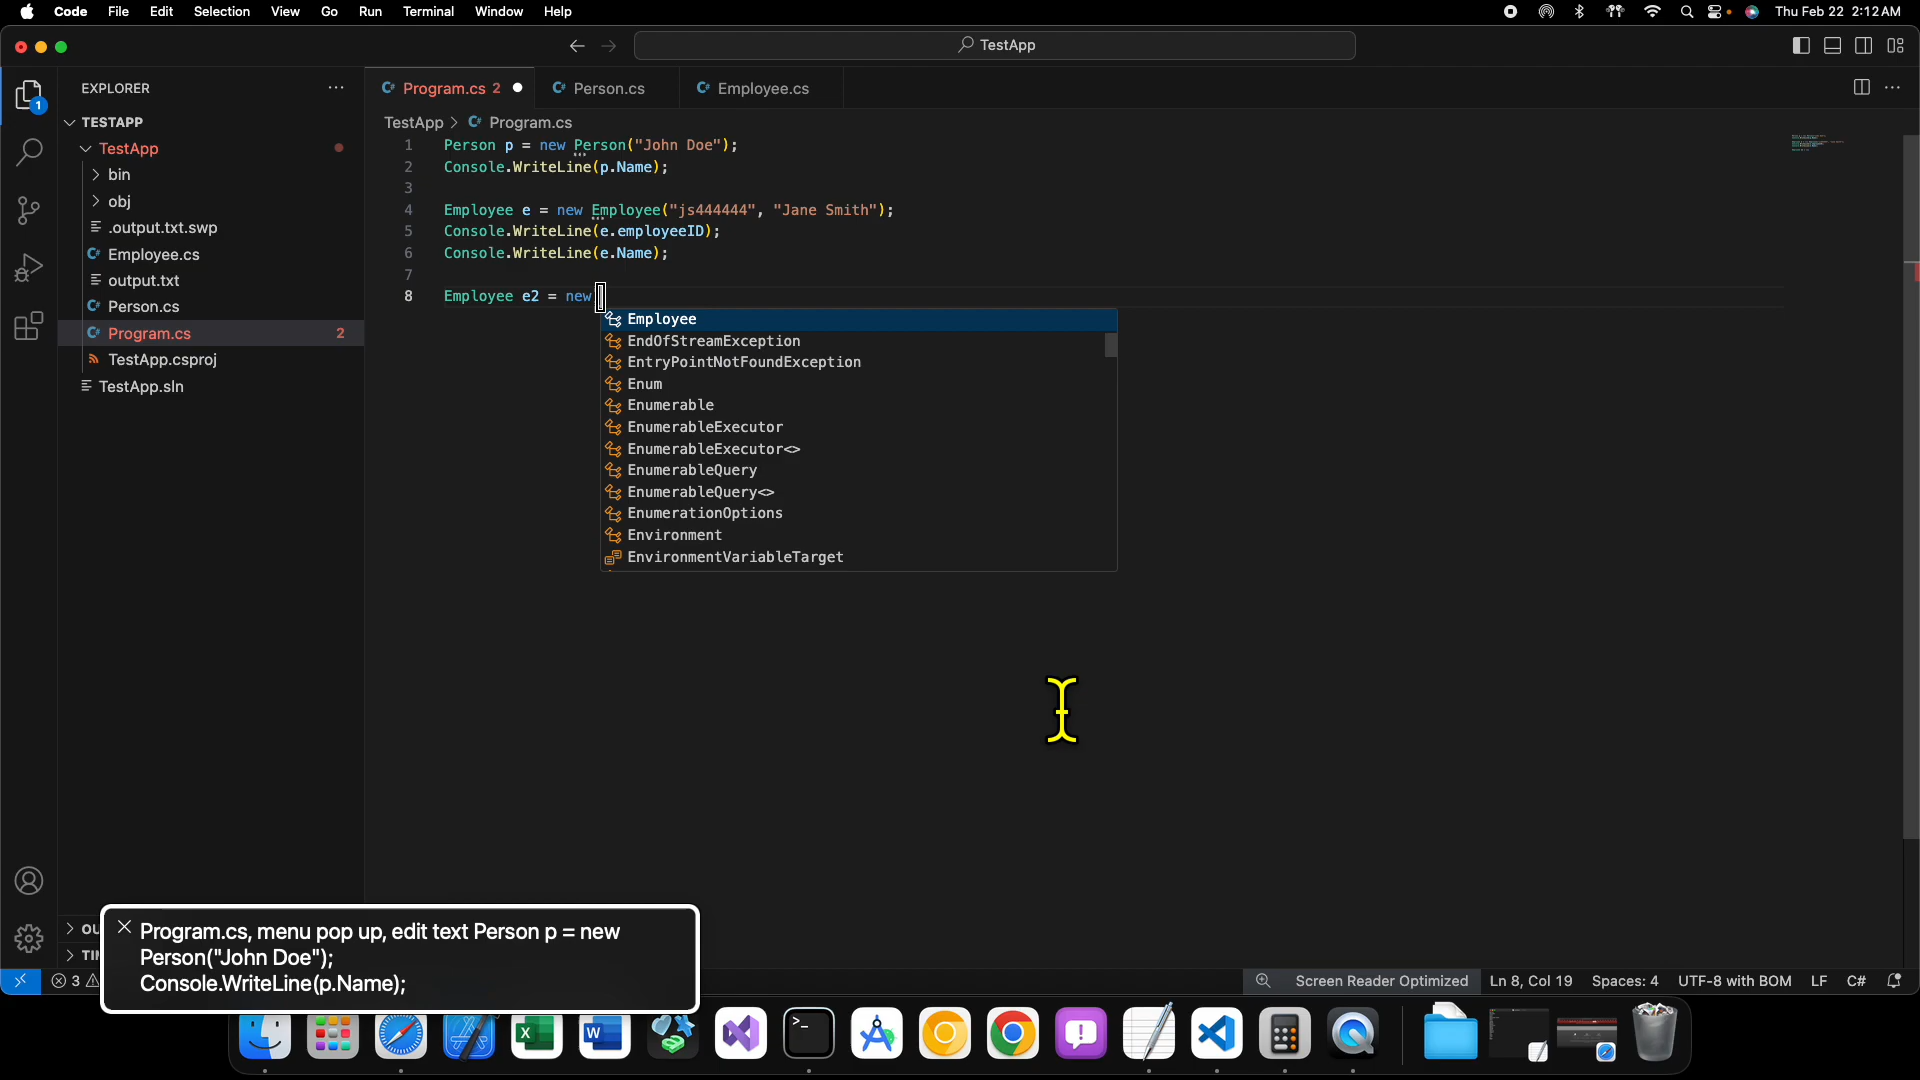 Code File Edit Selection View Go Run Terminal Window Help
Thu Feb 22 2:12 AM
TestApp
EXPLORER
TESTAPP
TestApp
bin
obj
.output.txt.swp
Employee.cs
output.txt
Person.cs
Program.cs 2
TestApp.csproj
TestApp.sln
1
Program.cs 2
Person.cs
Employee.cs
TestApp > Program.cs
1 Person p = new Person("John Doe");
2 Console.WriteLine(p.Name);
3
4 Employee e = new Employee("js444444", "Jane Smith");
5 Console.WriteLine(e.employeeID);
6 Console.WriteLine(e.Name);
7
8 Employee e2 = new
Employee
EndOfStreamException
EntryPointNotFoundException
Enum
Enumerable
EnumerableExecutor
EnumerableExecutor<>
EnumerableQuery
EnumerableQuery<>
EnumerationOptions
Environment
EnvironmentVariableTarget
OU
TI
Program.cs, menu pop up, edit text Person p = new
Person("John Doe");
Console.WriteLine(p.Name);
3
Screen Reader Optimized Ln 8, Col 19 Spaces: 4 UTF-8 with BOM LF C#